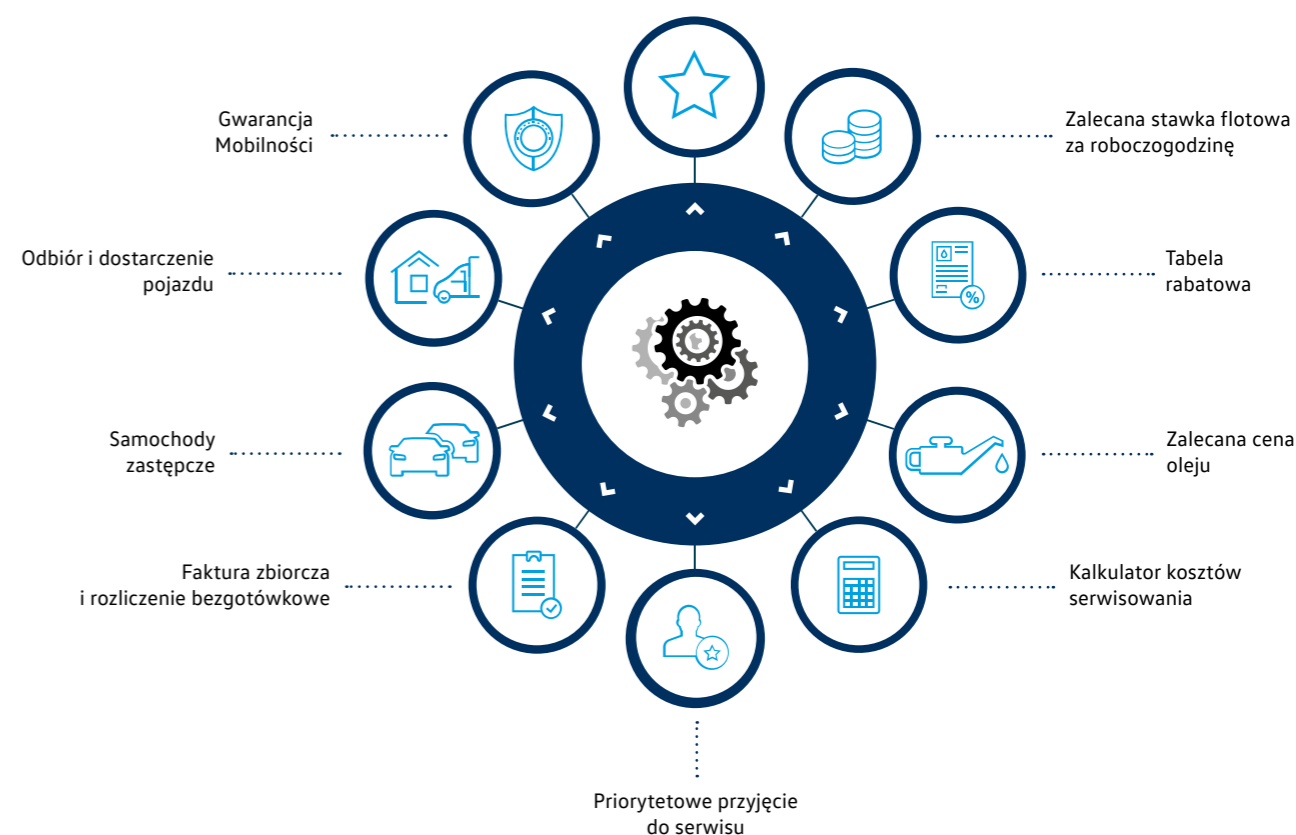 Gwarancja
Mobilności
Zalecana stawka flotowa
za roboczogodzinę
Odbiór i dostarczenie
pojazdu
Tabela
rabatowa
%
Samochody
zastępcze
Zalecana cena
oleju
Faktura zbiorcza
i rozliczenie bezgotówkowe
Kalkulator kosztów
serwisowania
Priorytetowe przyjęcie
do serwisu